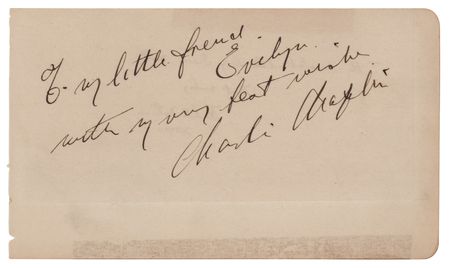 To my little friend.
Evelyn.
with my very best wishes
Charlie Chaplin